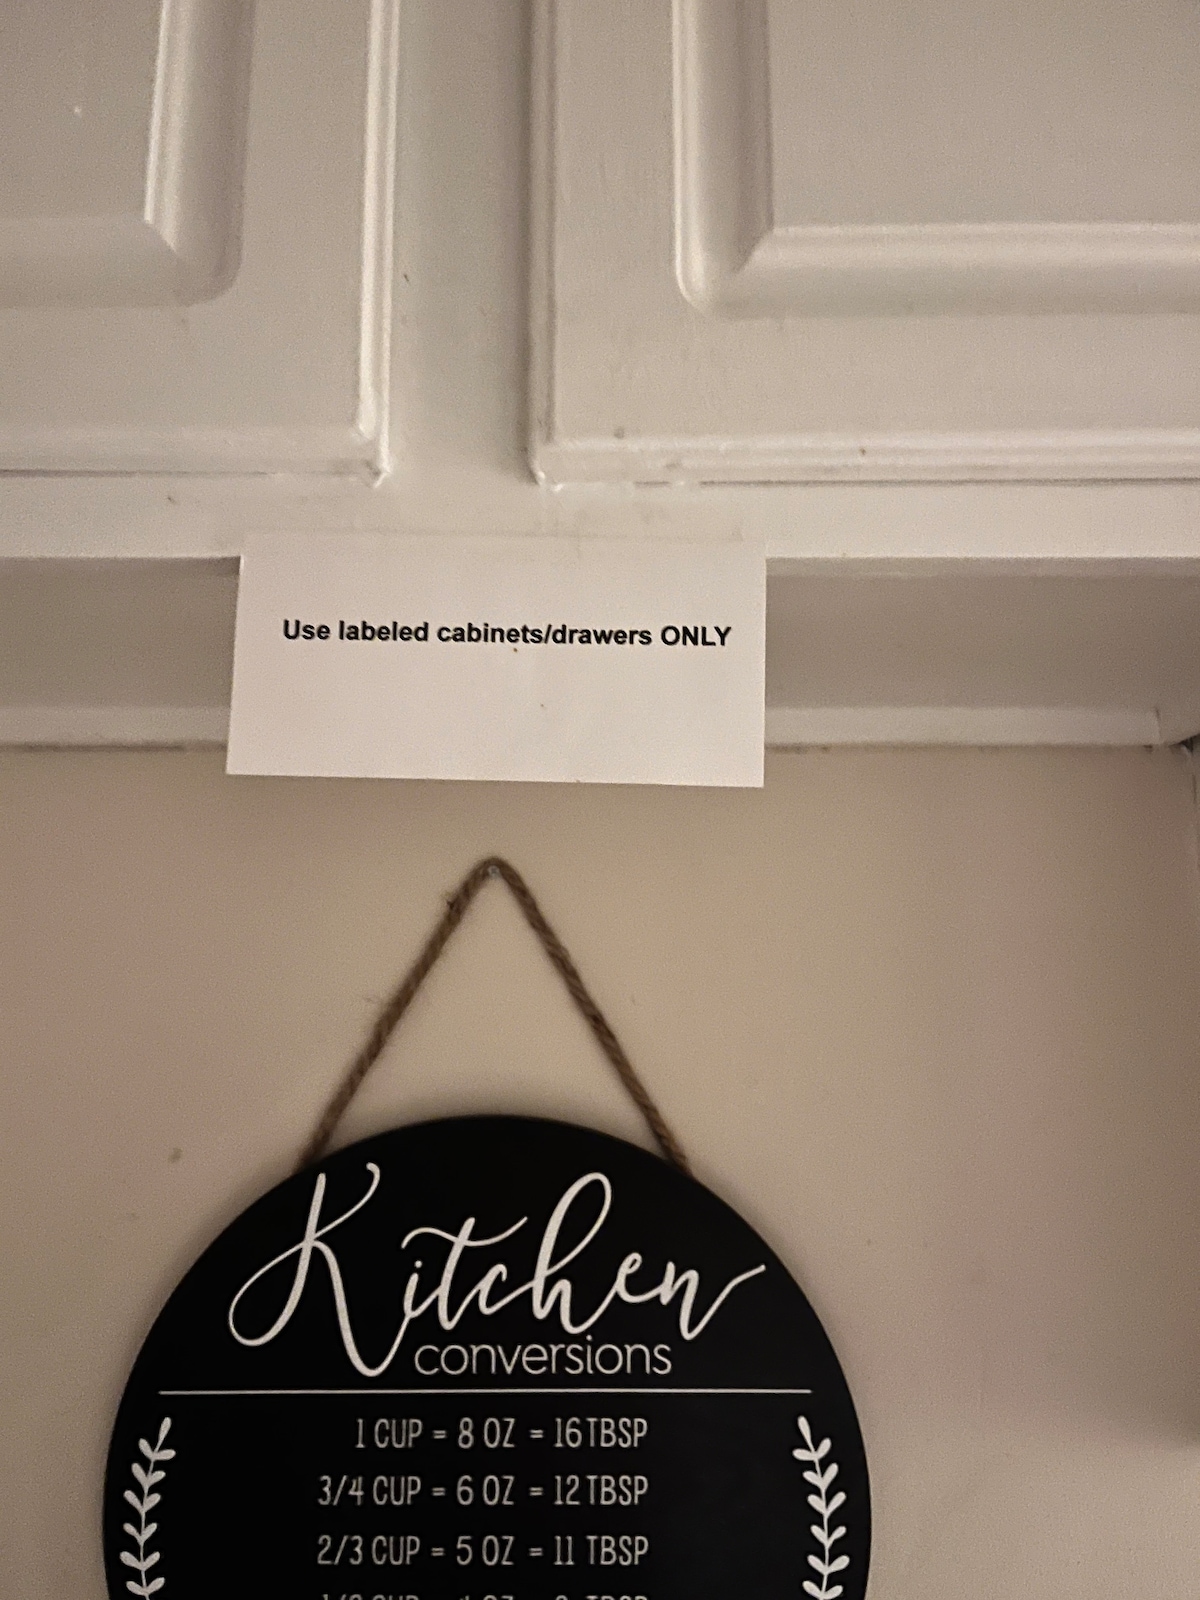 Use labeled cabinets/drawers ONLY
Kitchen
conversions
1 CUP = 8 OZ = 16 TBSP
3/4 CUP = 6 OZ = 12 TBSP
2/3 CUP = 5 OZ = 11 TBSP